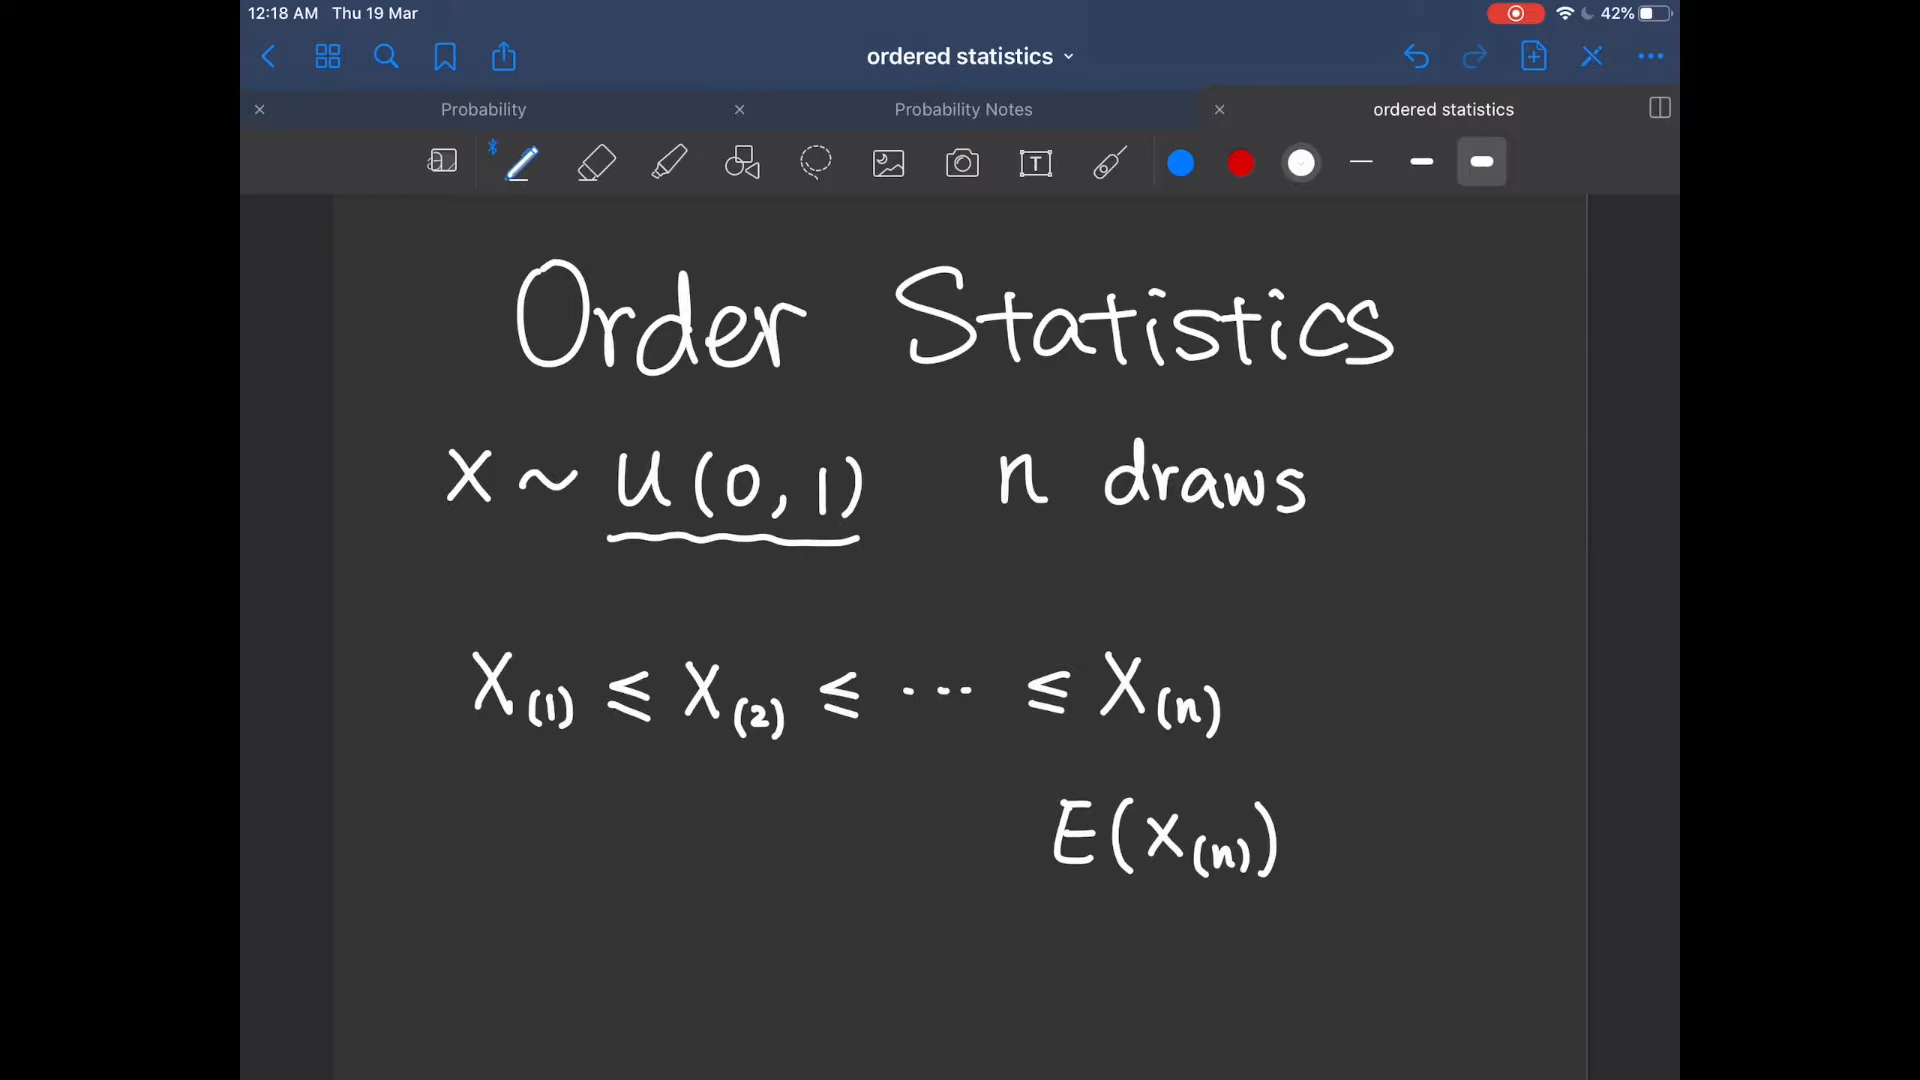 12:18 AM Thu 19 Mar 42%
ordered statistics
Probability Probability Notes ordered statistics
T
Order Statistics
X ~ U(0,1) n draws
X(1) ≤ X(2) ≤ ... ≤ X(n)
E(X(n))